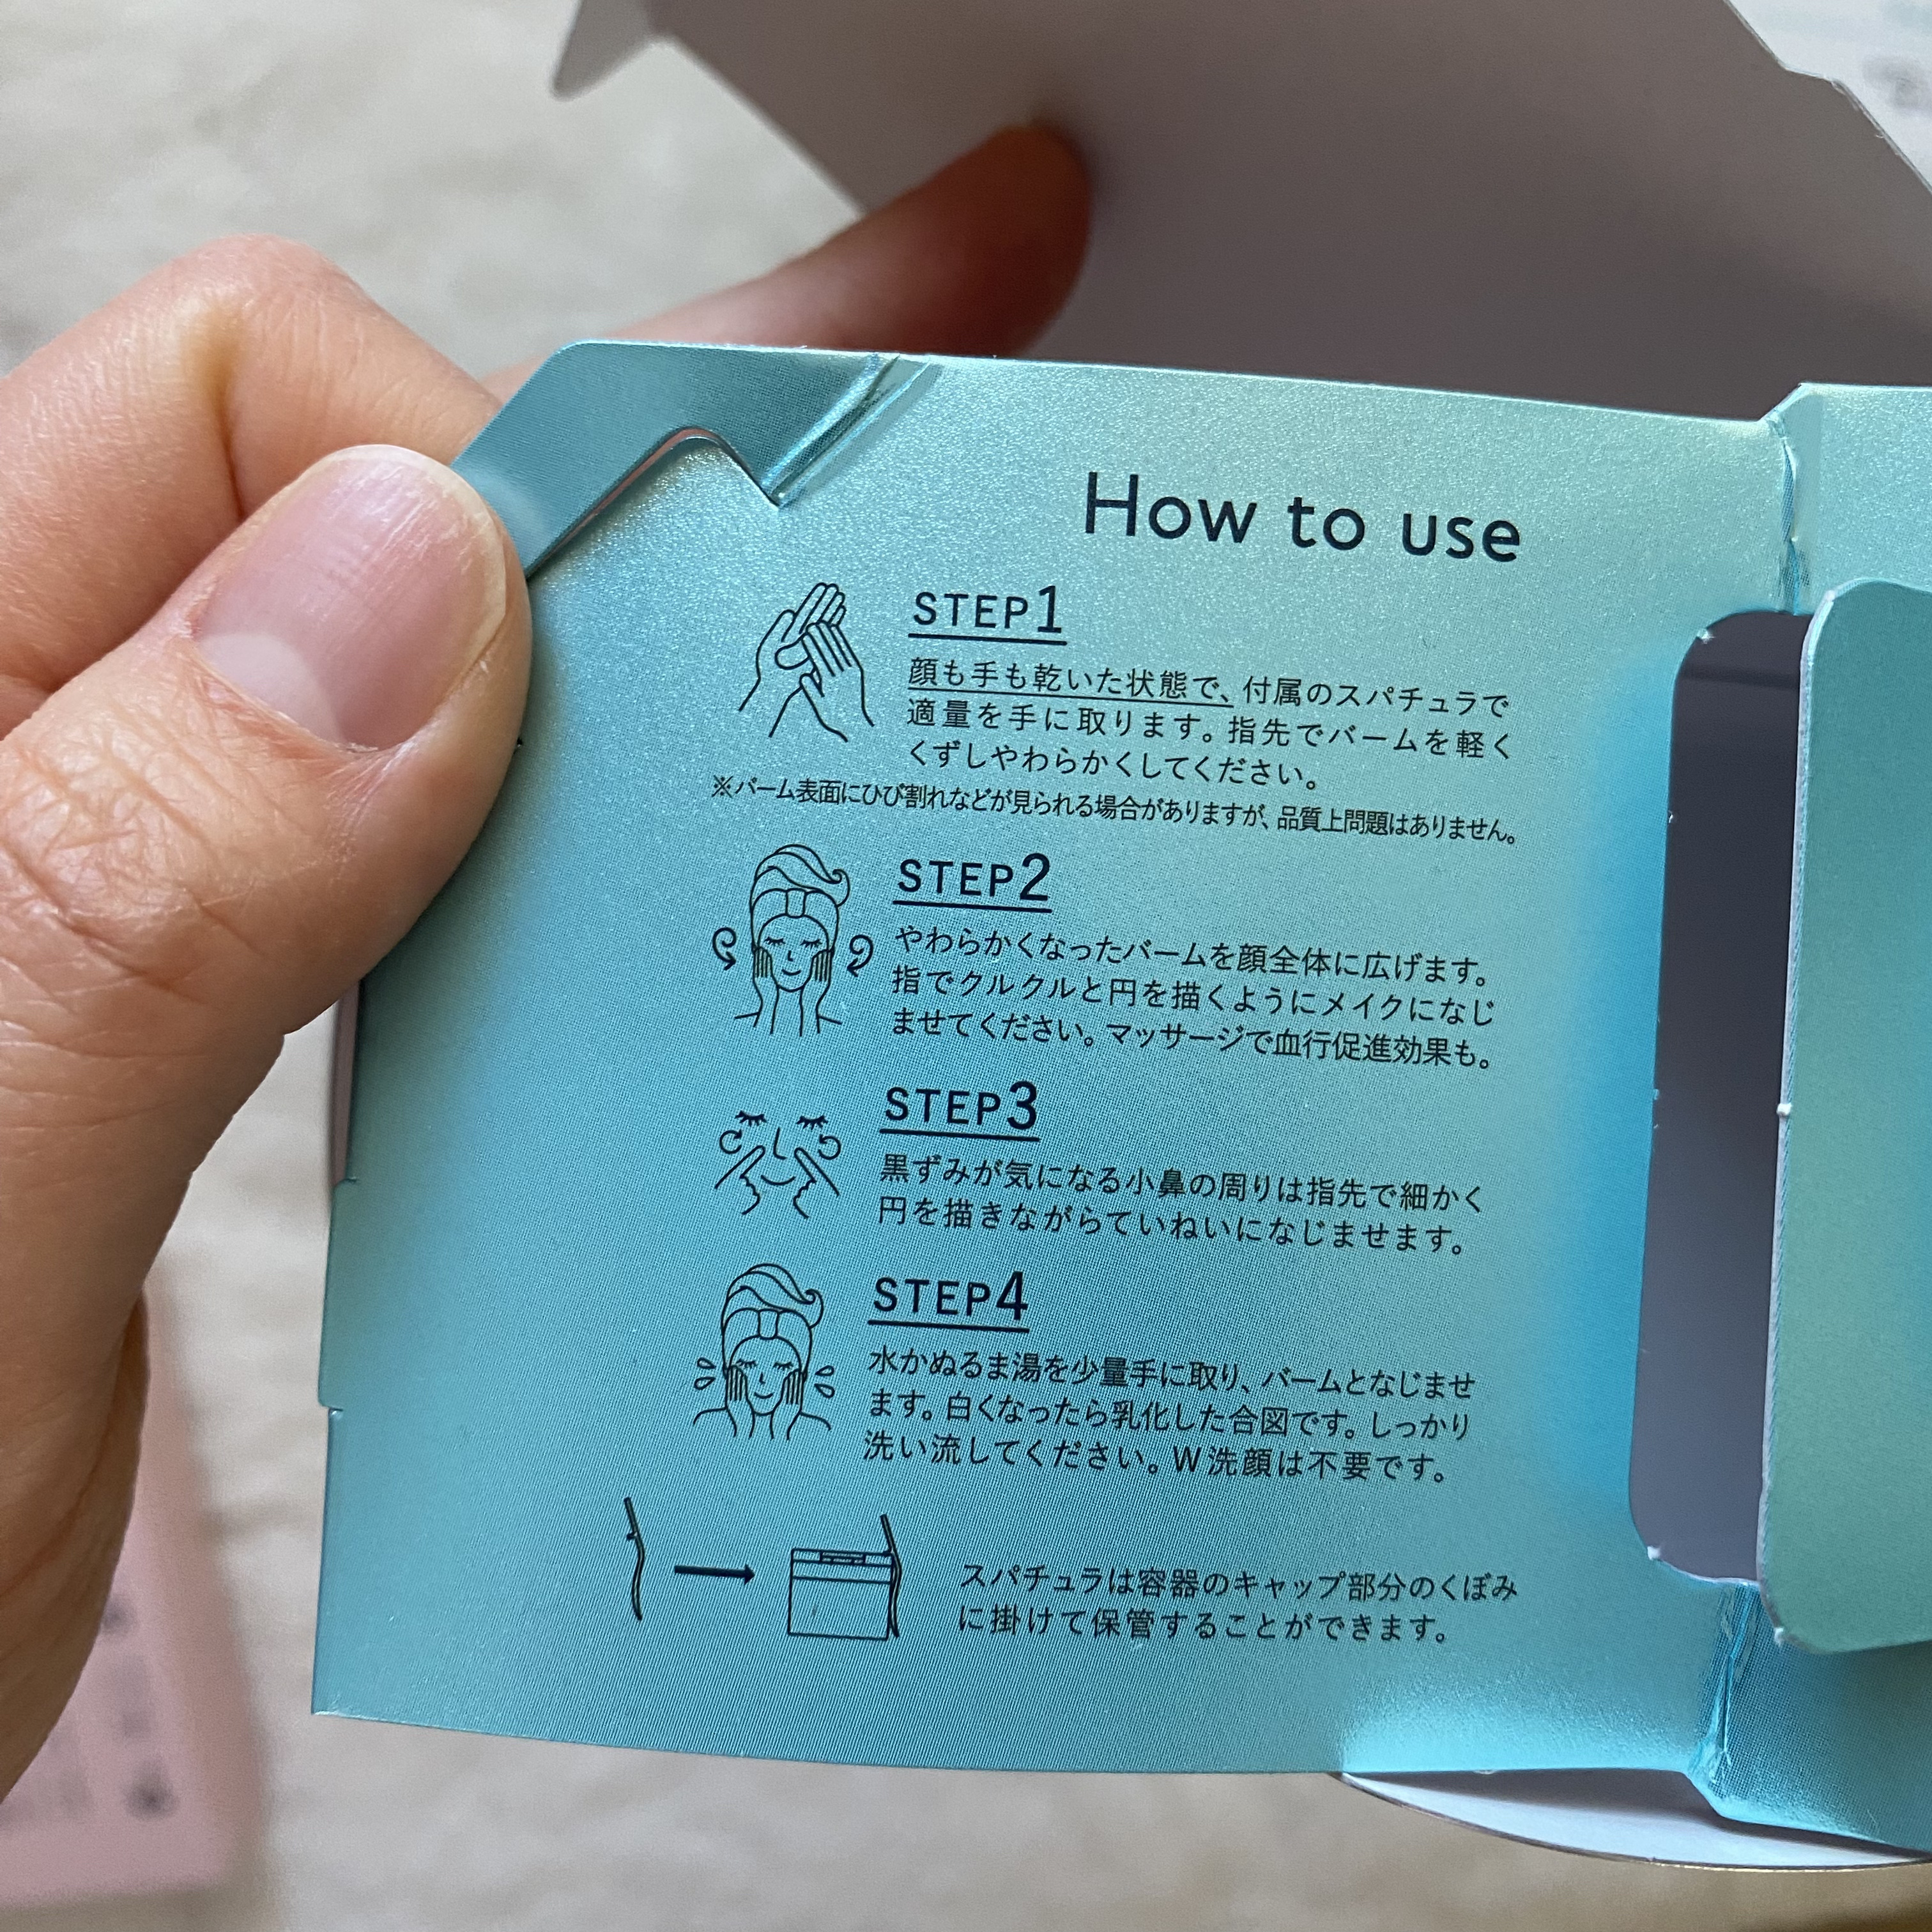 How to use
STEP1
顔も手も乾いた状態で、付属のスパチュラで
適量を手に取ります。指先でバームを軽く
くずしやわらかくしてください。
※バーム表面にひび割れなどが見られる場合がありますが、品質上問題はありません。
STEP2
やわらかくなったバームを顔全体に広げます。
指でクルクルと円を描くようにメイクになじ
ませてください。マッサージで血行促進効果も。
STEP3
黒ずみが気になる小鼻の周りは指先で細かく
円を描きながらていねいになじませます。
STEP4
水かぬるま湯を少量手に取り、バームとなじませ
ます。白くなったら乳化した合図です。しっかり
洗い流してください。W洗顔は不要です。
スパチュラは容器のキャップ部分のくぼみ
に掛けて保管することができます。